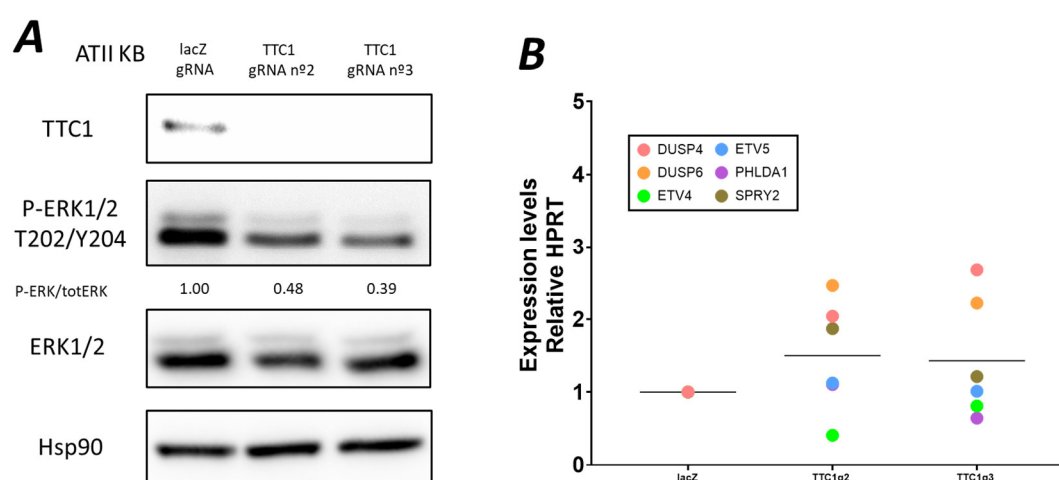 A
ATII KB
lacZ gRNA
TTC1 gRNA nº2
TTC1 gRNA nº3
TTC1
P-ERK1/2
T202/Y204
P-ERK/totERK 1.00 0.48 0.39
ERK1/2
Hsp90
B
Expression levels
Relative HPRT
5
4
3
2
1
0
DUSP4 ETV5
DUSP6 PHLDA1
ETV4 SPRY2
lacZ TTC1g2 TTC1g3